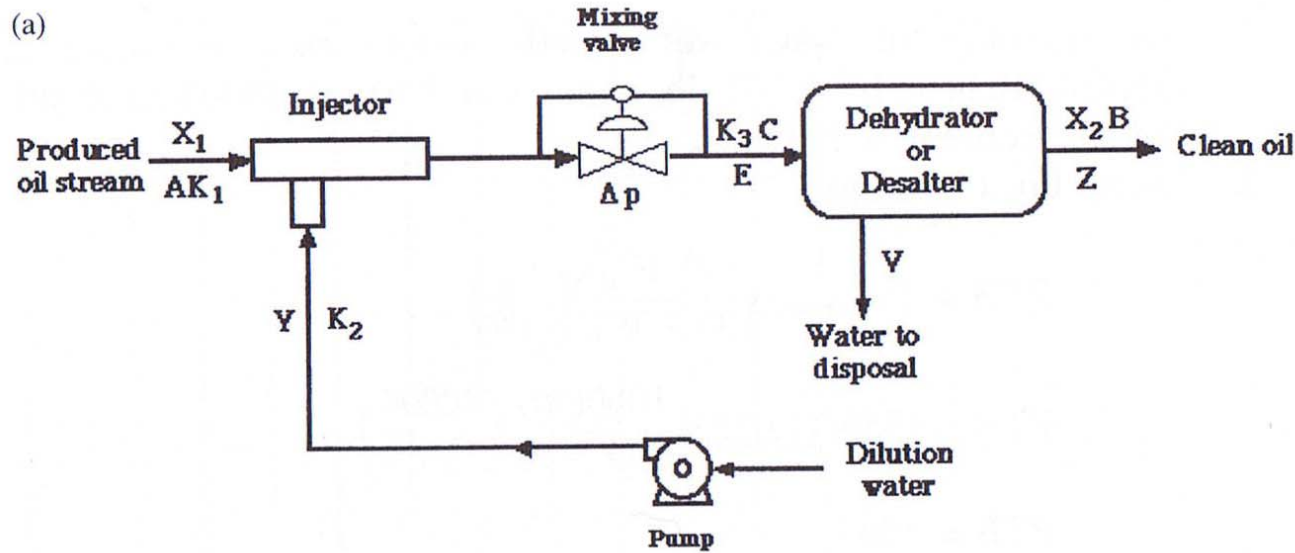 (a)
Mixing
valve
Injector
Produced
oil stream
X₁
AK₁
Δp
K₃ C
E
Dehydrator
or
Desalter
X₂ B
Z
Clean oil
V
Water to
disposal
Y
K₂
Dilution
water
Pump